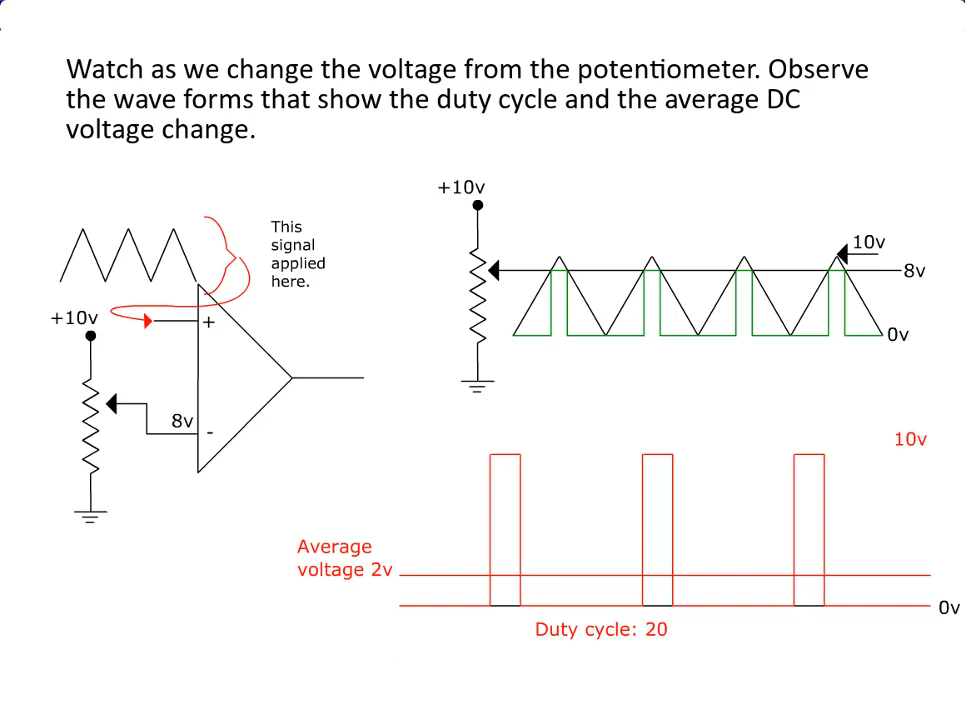 Watch as we change the voltage from the potentiometer. Observe
the wave forms that show the duty cycle and the average DC
voltage change.
This
signal
applied
here.
+10v
+
8v
-
+10v
10v
8v
0v
10v
Average
voltage 2v
0v
Duty cycle: 20